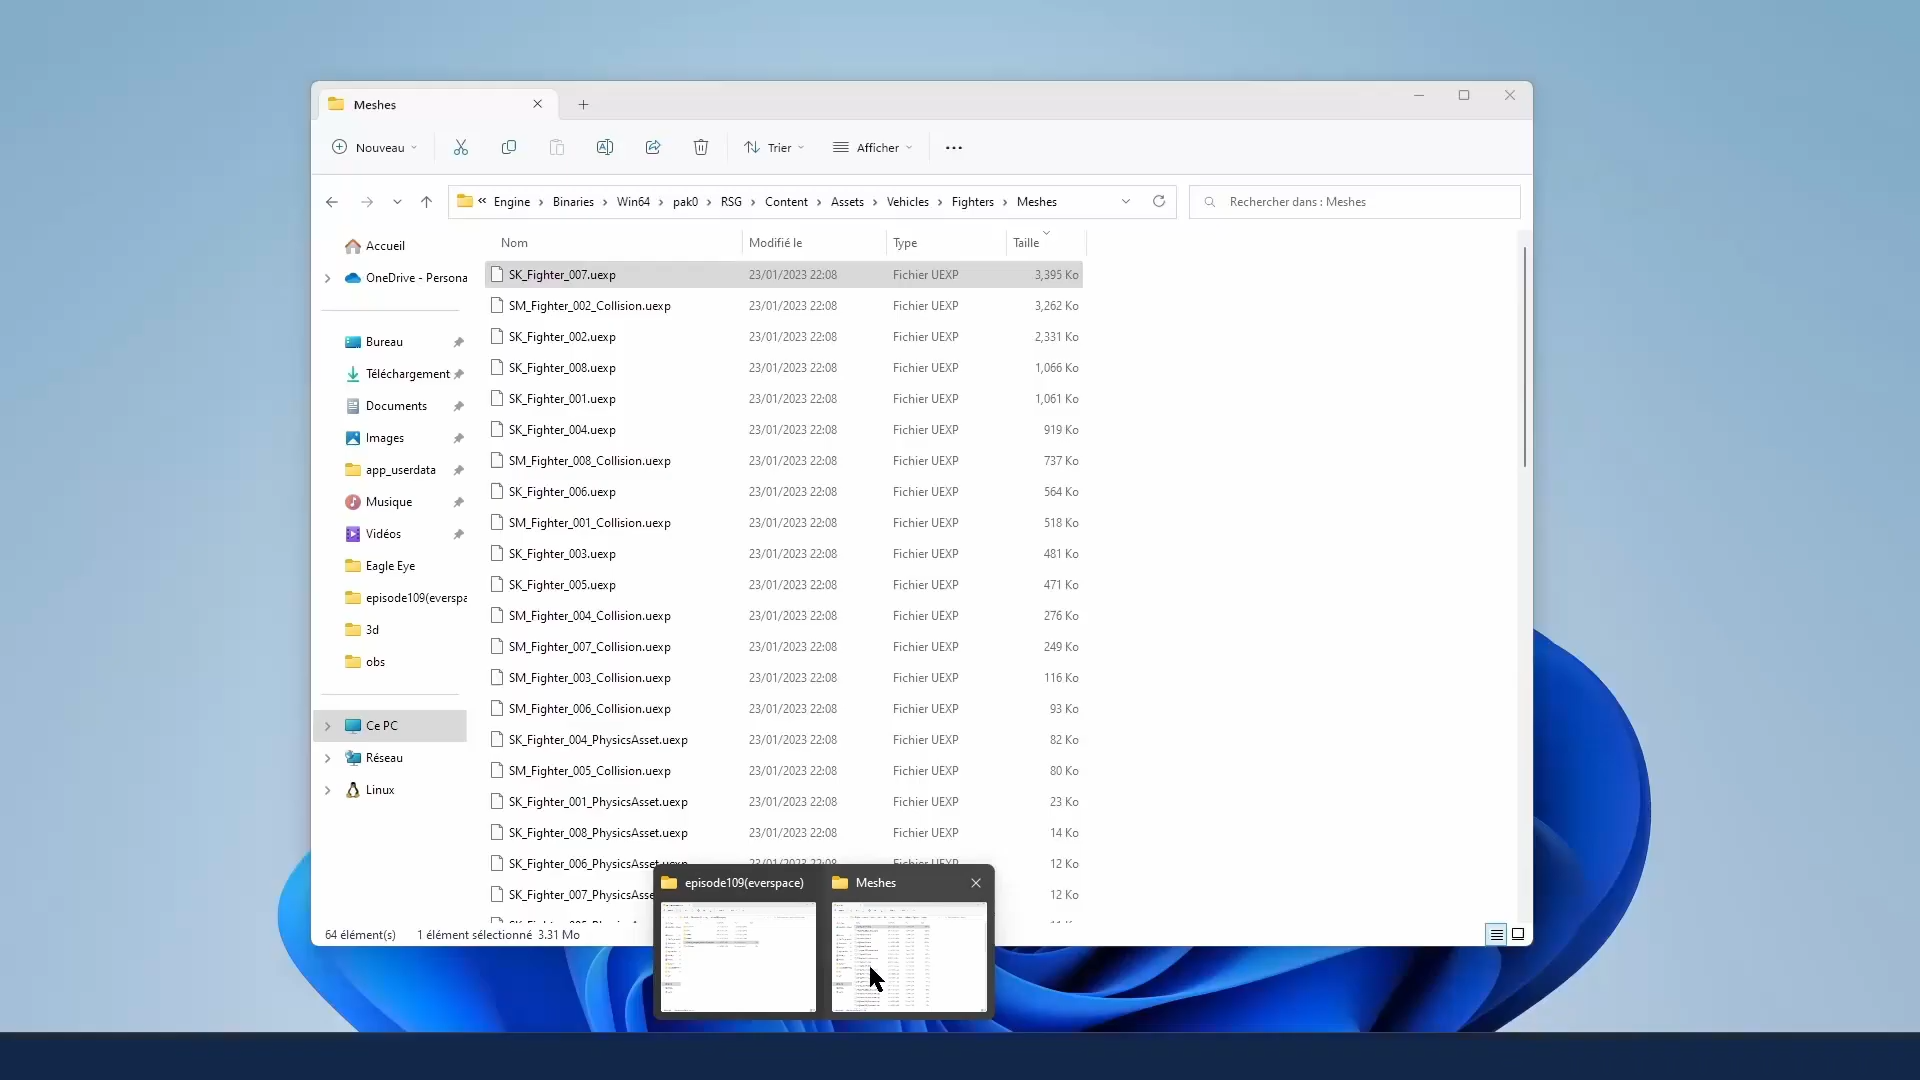 Meshes
Nouveau
Trier
Afficher
« Engine › Binaries › Win64 › pak0 › RSG › Content › Assets › Vehicles › Fighters › Meshes
Rechercher dans : Meshes
Accueil
OneDrive - Persona
Bureau
Téléchargement
Documents
Images
app_userdata
Musique
Vidéos
Eagle Eye
episode109(everspa
3d
obs
Ce PC
Réseau
Linux
Nom Modifié le Type Taille
SK_Fighter_007.uexp 23/01/2023 22:08 Fichier UEXP 3,395 Ko
SM_Fighter_002_Collision.uexp 23/01/2023 22:08 Fichier UEXP 3,262 Ko
SK_Fighter_002.uexp 23/01/2023 22:08 Fichier UEXP 2,331 Ko
SK_Fighter_008.uexp 23/01/2023 22:08 Fichier UEXP 1,066 Ko
SK_Fighter_001.uexp 23/01/2023 22:08 Fichier UEXP 1,061 Ko
SK_Fighter_004.uexp 23/01/2023 22:08 Fichier UEXP 919 Ko
SM_Fighter_008_Collision.uexp 23/01/2023 22:08 Fichier UEXP 737 Ko
SK_Fighter_006.uexp 23/01/2023 22:08 Fichier UEXP 564 Ko
SM_Fighter_001_Collision.uexp 23/01/2023 22:08 Fichier UEXP 518 Ko
SK_Fighter_003.uexp 23/01/2023 22:08 Fichier UEXP 481 Ko
SK_Fighter_005.uexp 23/01/2023 22:08 Fichier UEXP 471 Ko
SM_Fighter_004_Collision.uexp 23/01/2023 22:08 Fichier UEXP 276 Ko
SM_Fighter_007_Collision.uexp 23/01/2023 22:08 Fichier UEXP 249 Ko
SM_Fighter_003_Collision.uexp 23/01/2023 22:08 Fichier UEXP 116 Ko
SM_Fighter_006_Collision.uexp 23/01/2023 22:08 Fichier UEXP 93 Ko
SK_Fighter_004_PhysicsAsset.uexp 23/01/2023 22:08 Fichier UEXP 82 Ko
SM_Fighter_005_Collision.uexp 23/01/2023 22:08 Fichier UEXP 80 Ko
SK_Fighter_001_PhysicsAsset.uexp 23/01/2023 22:08 Fichier UEXP 23 Ko
SK_Fighter_008_PhysicsAsset.uexp 23/01/2023 22:08 Fichier UEXP 14 Ko
SK_Fighter_006_PhysicsAsset.uexp 23/01/2023 22:08 Fichier UEXP 12 Ko
SK_Fighter_007_PhysicsAsse 12 Ko
64 élément(s) 1 élément sélectionné 3.31 Mo
episode109(everspace)
Meshes